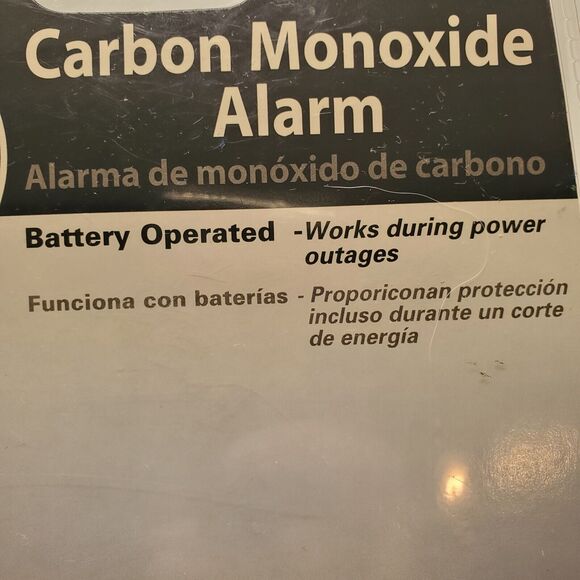 Carbon Monoxide
Alarm
Alarma de monóxido de carbono
Battery Operated -Works during power
outages
Funciona con baterías - Proporiconan protección
incluso durante un corte
de energía